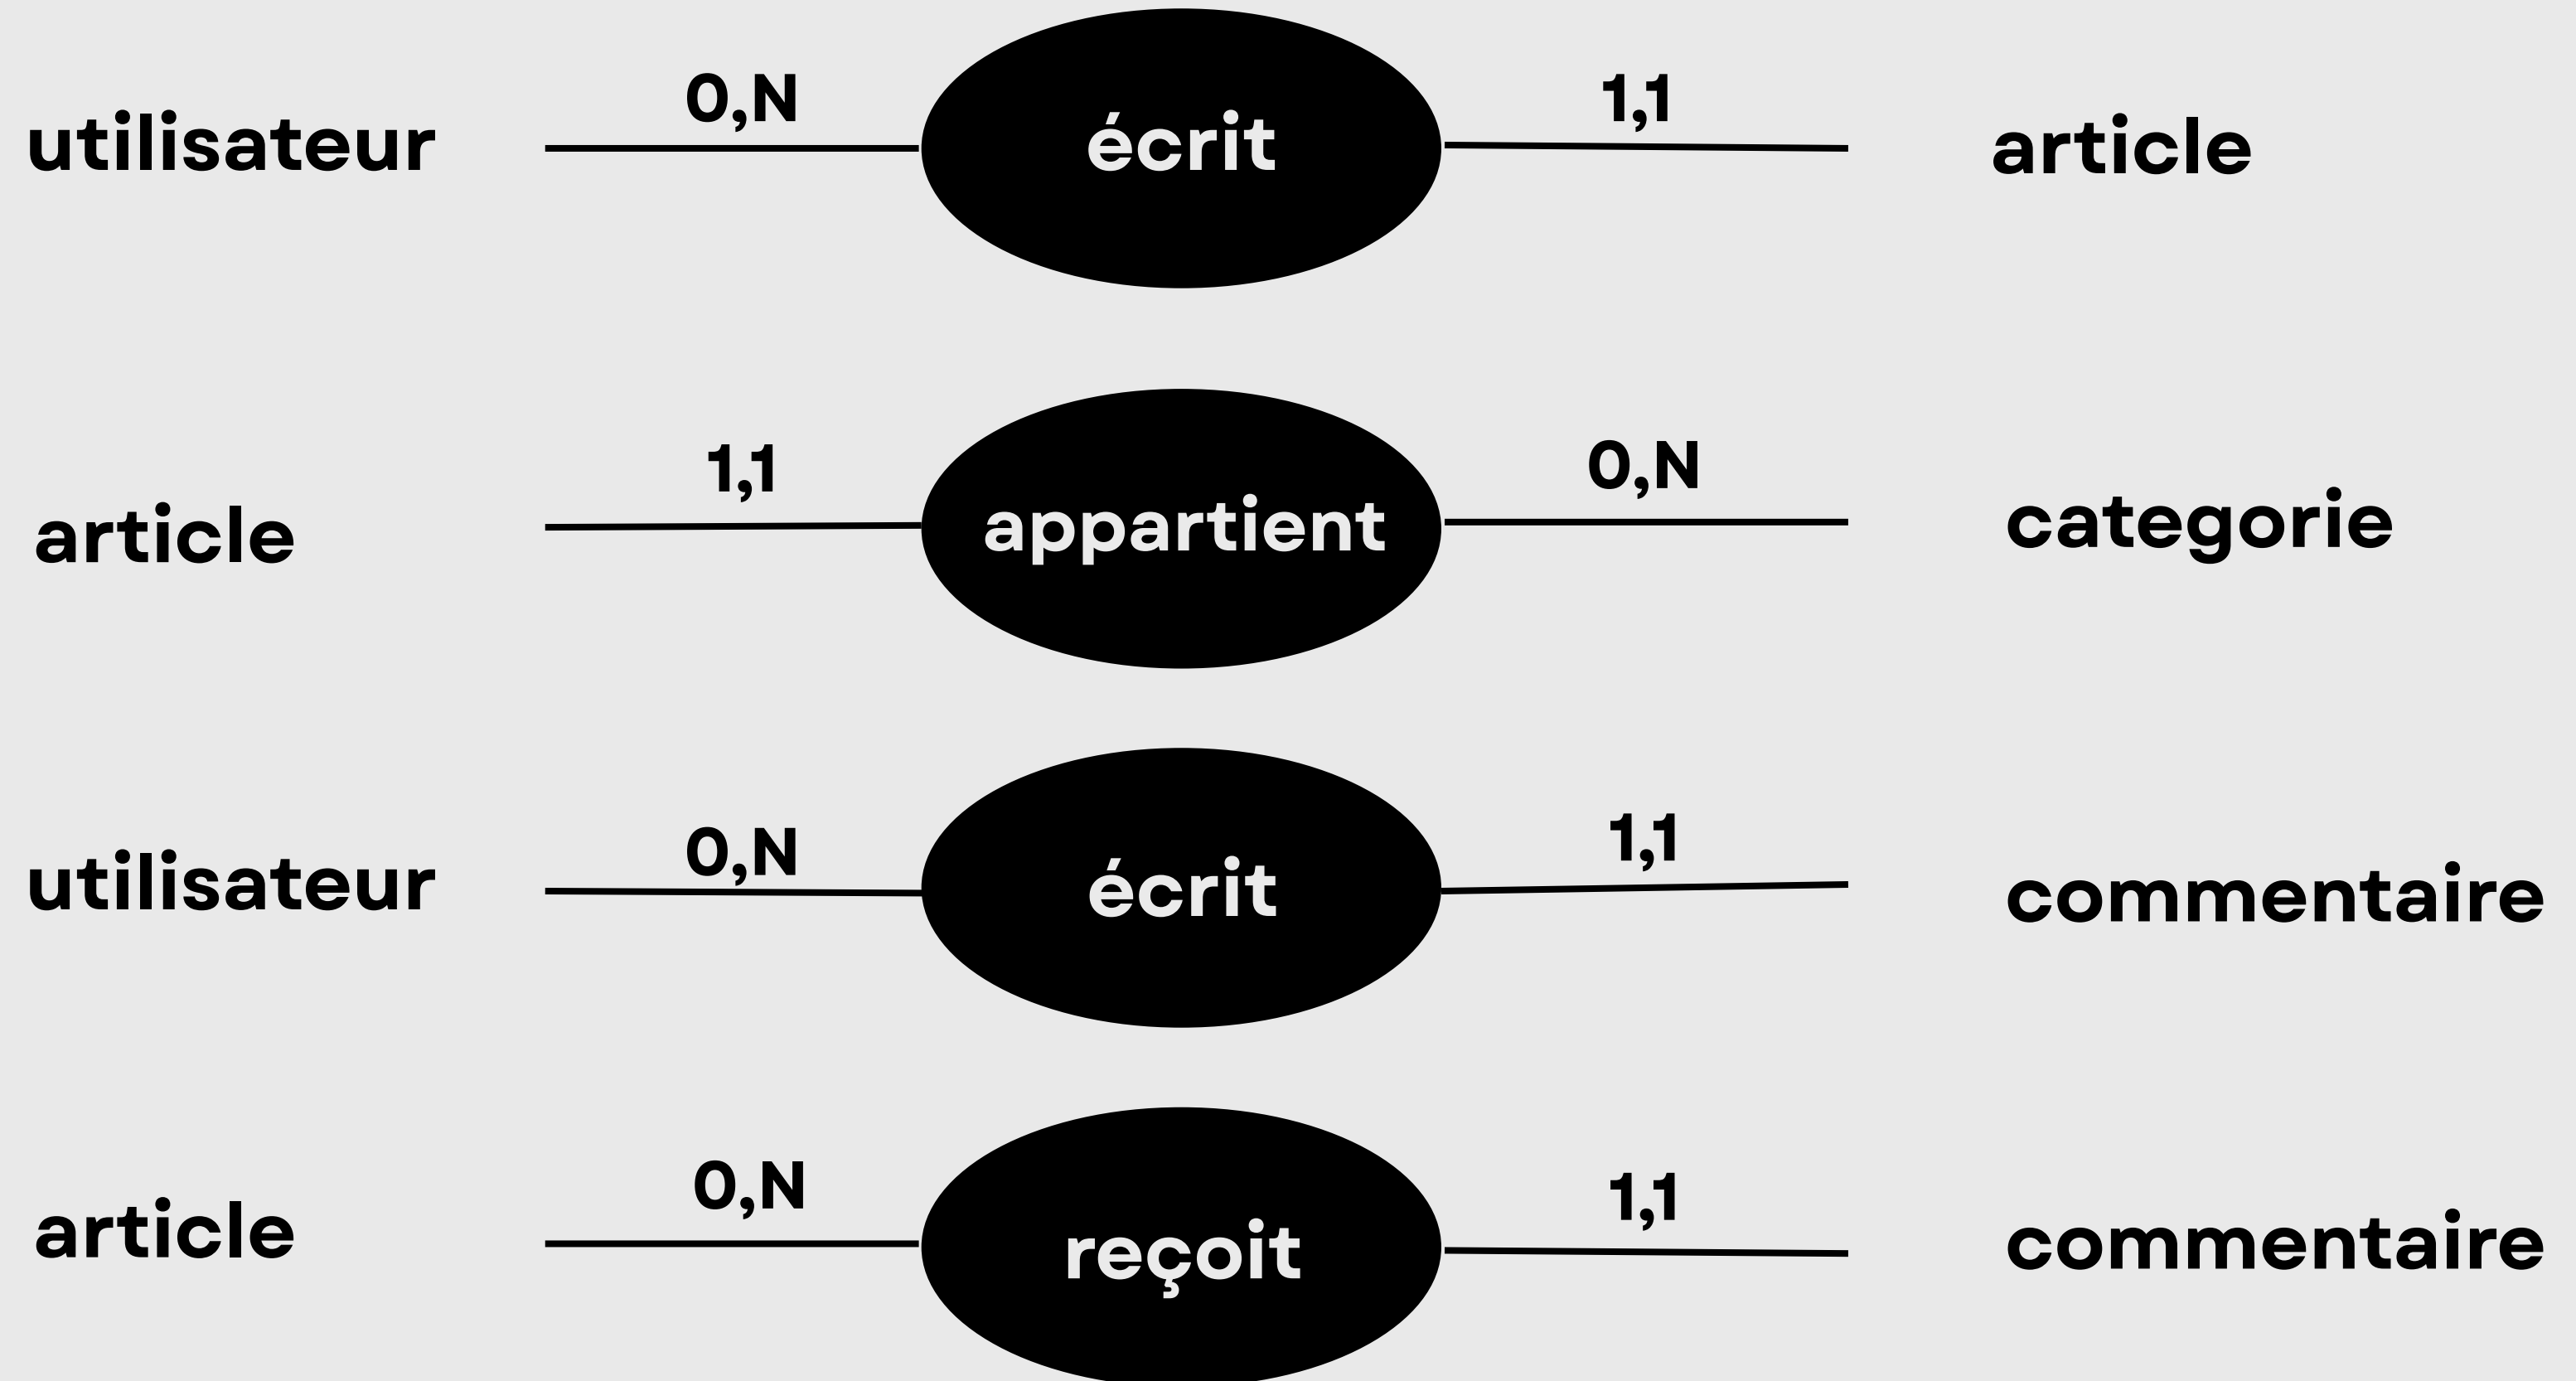 0,N 1,1
utilisateur écrit article
1,1 0,N
article appartient categorie
0,N 1,1
utilisateur écrit commentaire
0,N 1,1
article reçoit commentaire